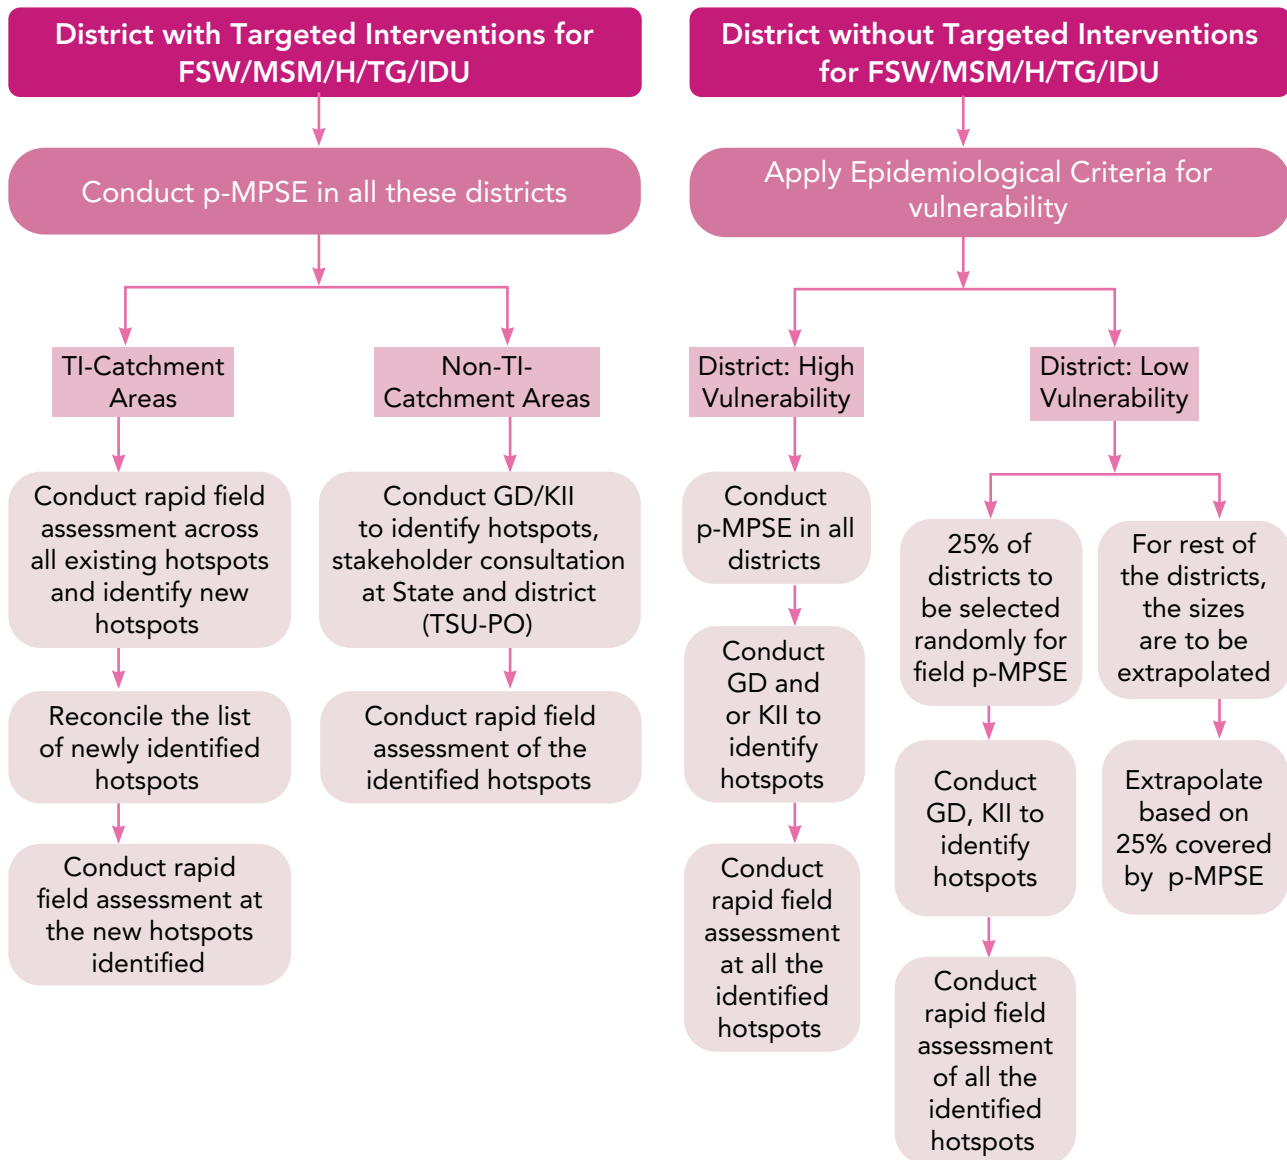 District with Targeted Interventions for
FSW/MSM/H/TG/IDU
Conduct p-MPSE in all these districts
TI-Catchment
Areas
Conduct rapid field
assessment across
all existing hotspots
and identify new
hotspots
Reconcile the list
of newly identified
hotspots
Conduct rapid
field assessment at
the new hotspots
identified
Non-TI-
Catchment Areas
Conduct GD/KII
to identify hotspots,
stakeholder consultation
at State and district
(TSU-PO)
Conduct rapid field
assessment of the
identified hotspots
District without Targeted Interventions
for FSW/MSM/H/TG/IDU
Apply Epidemiological Criteria for
vulnerability
District: High
Vulnerability
Conduct
p-MPSE in all
districts
Conduct
GD and
or KII to
identify
hotspots
Conduct
rapid field
assessment
at all the
identified
hotspots
District: Low
Vulnerability
25% of
districts to
be selected
randomly for
field p-MPSE
Conduct
GD, KII to
identify
hotspots
Conduct
rapid field
assessment
of all the
identified
hotspots
For rest of
the districts,
the sizes
are to be
extrapolated
Extrapolate
based on
25% covered
by p-MPSE